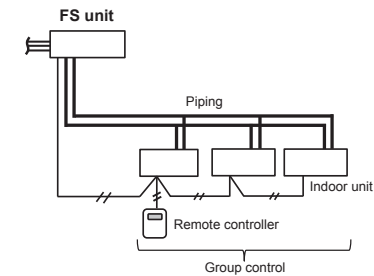 FS unit
Piping
Indoor unit
Remote controller
Group control